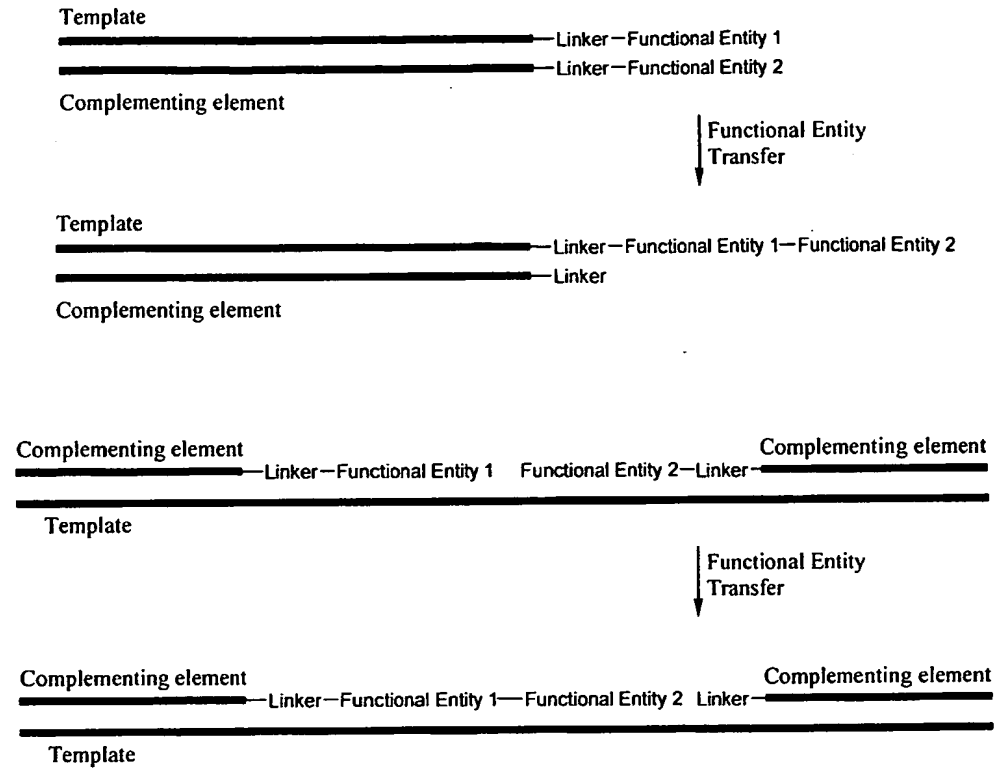 Template
Linker—Functional Entity 1
Linker—Functional Entity 2
Complementing element
Functional Entity
Transfer
Template
Linker—Functional Entity 1—Functional Entity 2
Linker
Complementing element
Complementing element
Complementing element
Linker—Functional Entity 1 Functional Entity 2—Linker
Template
Functional Entity
Transfer
Complementing element
Complementing element
Linker—Functional Entity 1—Functional Entity 2 Linker
Template